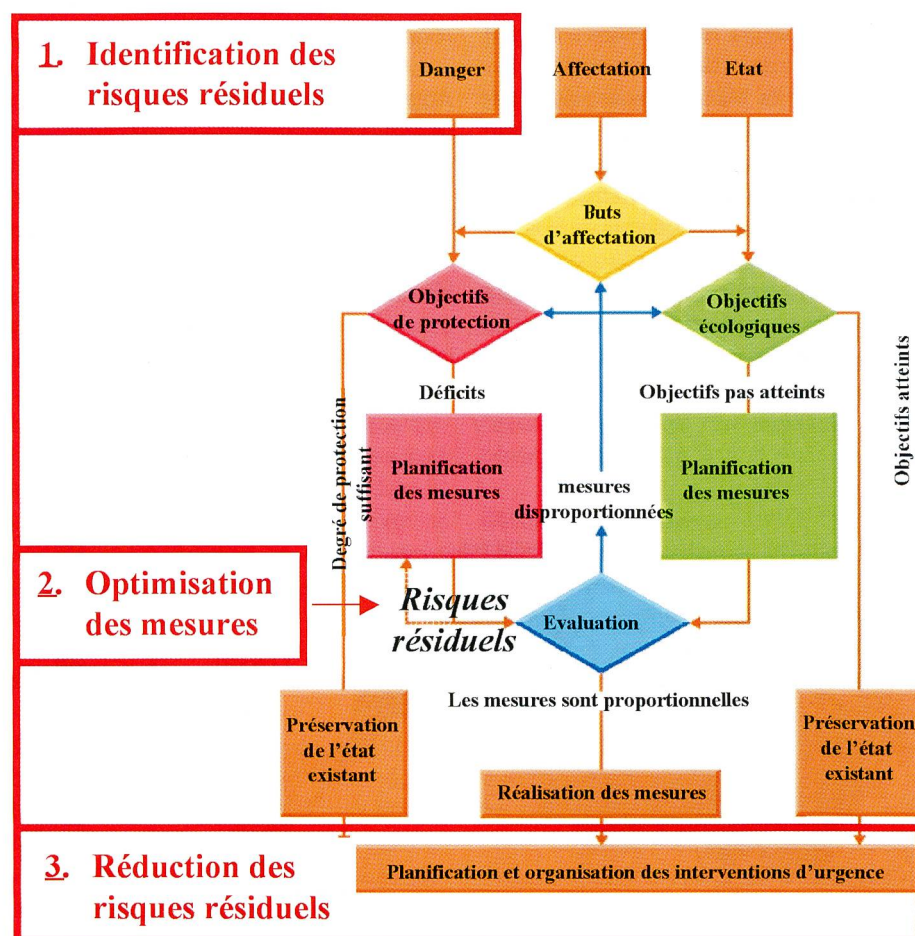 1. Identification des
risques résiduels
Danger
Affectation
Etat
Buts
d'affectation
Objectifs
de protection
Objectifs
écologiques
Déficits
Objectifs pas atteints
Degré de protection
suffisant
Objectifs atteints
Planification
des mesures
mesures
disproportionnées
Planification
des mesures
2. Optimisation
des mesures
Risques
résiduels
Evaluation
Les mesures sont proportionnelles
Préservation
de l'état
existant
Réalisation des mesures
Préservation
de l'état
existant
3. Réduction des
risques résiduels
Planification et organisation des interventions d'urgence